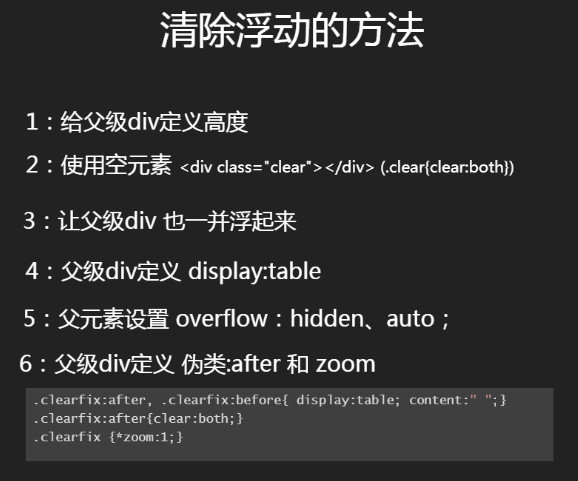 清除浮动的方法
1：给父级div定义高度
2：使用空元素 <div class="clear"></div> (.clear{clear:both})
3：让父级div 也一并浮起来
4：父级div定义 display:table
5：父元素设置 overflow：hidden、auto；
6：父级div定义 伪类:after 和 zoom
.clearfix:after, .clearfix:before{ display:table; content:" ";}
.clearfix:after{clear:both;}
.clearfix {*zoom:1;}